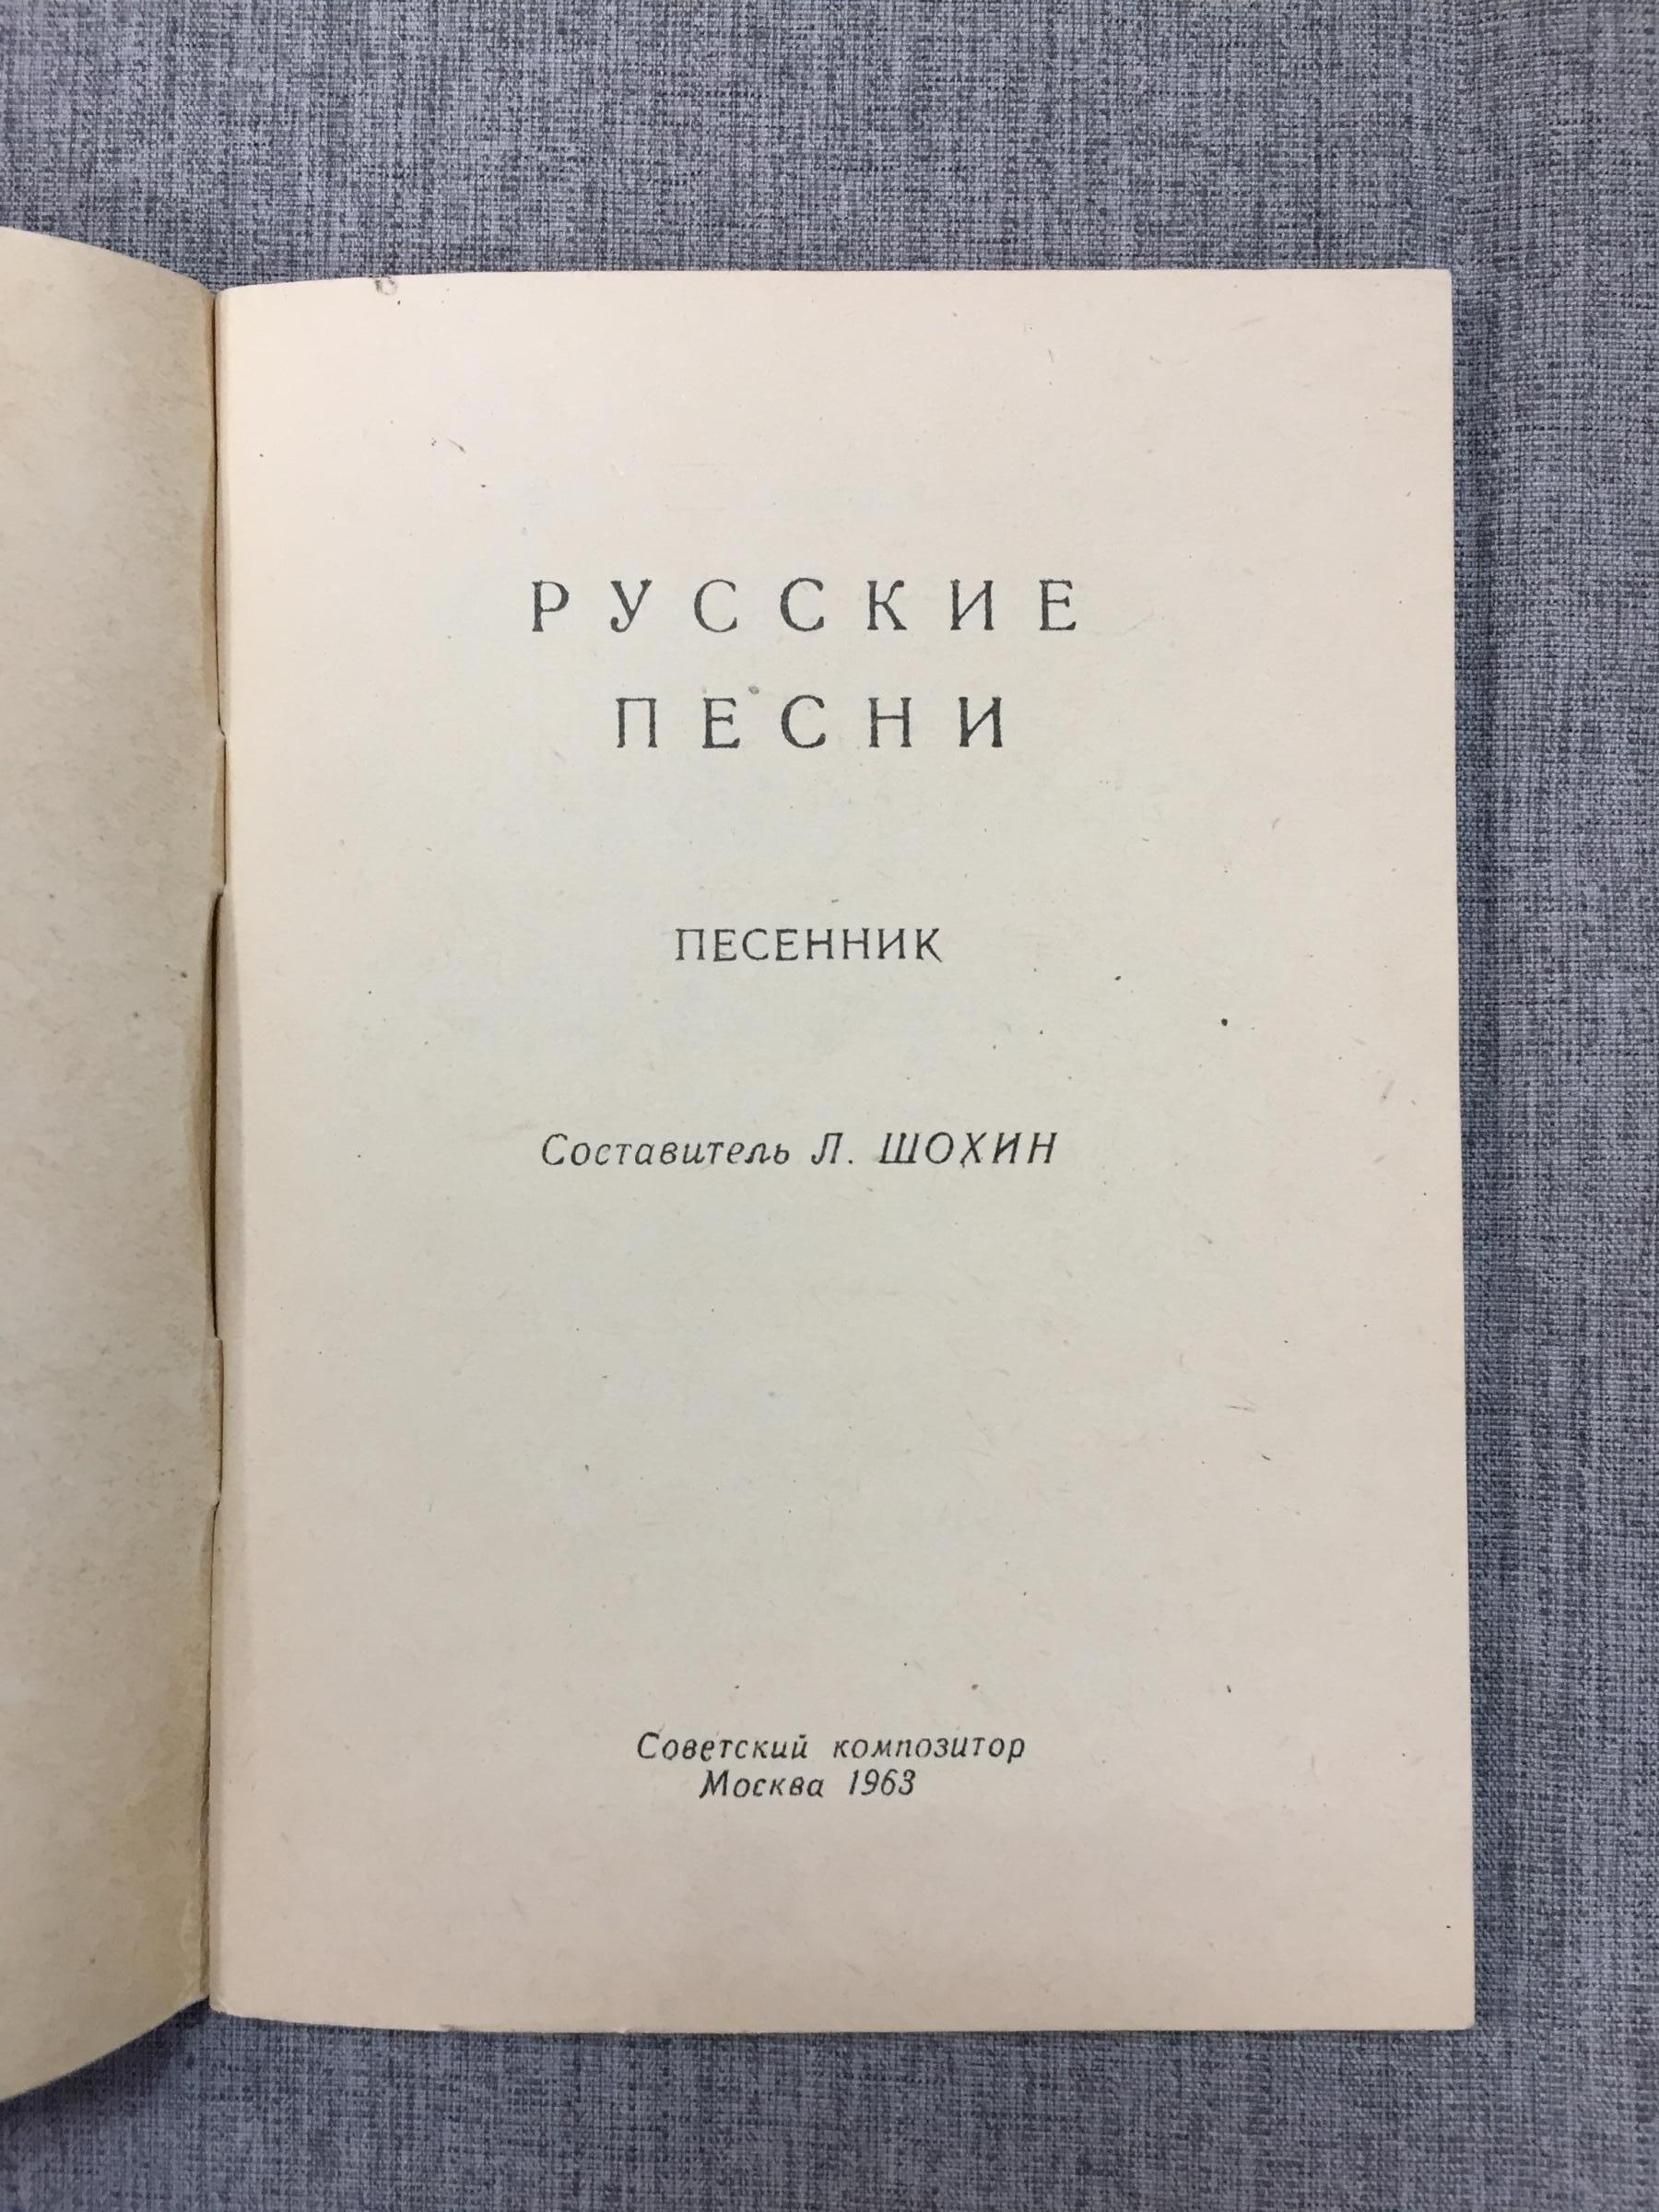 РУССКИЕ
ПЕСНИ
ПЕСЕННИК
Составитель Л. ШОХИН
Советский композитор
Москва 1963